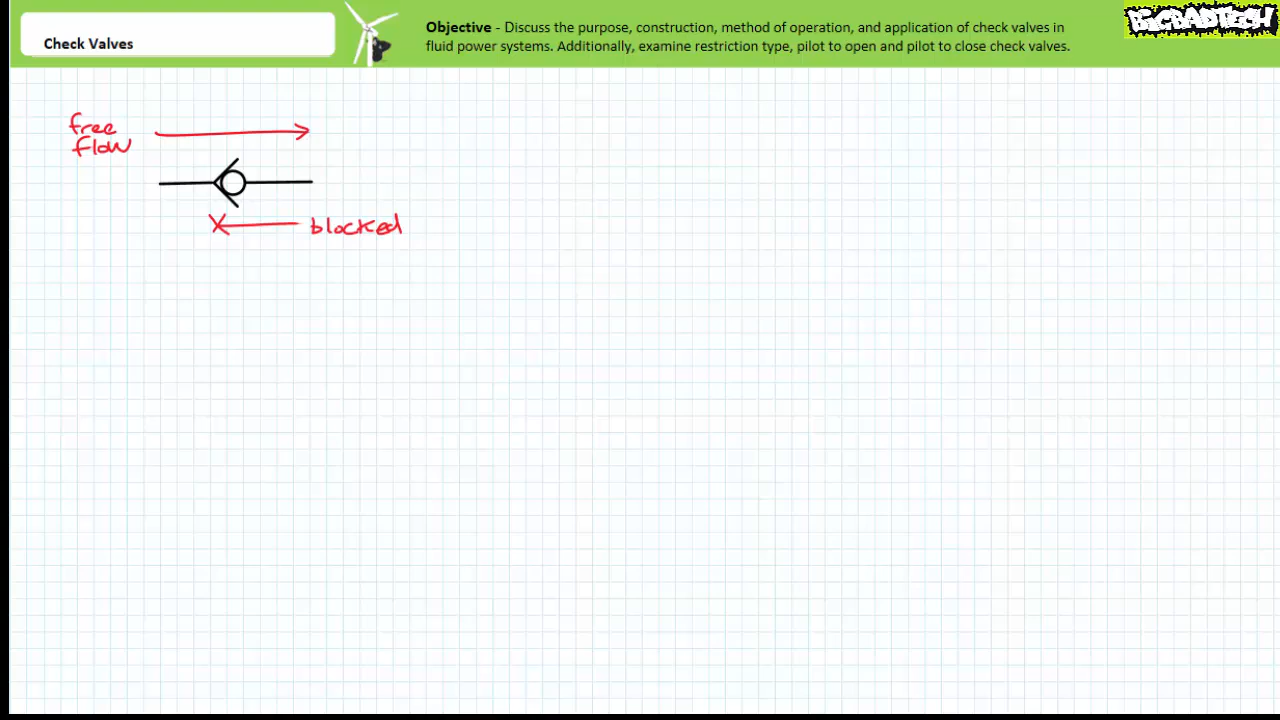 Check Valves
Objective - Discuss the purpose, construction, method of operation, and application of check valves in
fluid power systems. Additionally, examine restriction type, pilot to open and pilot to close check valves.
BIGBADTECH
free
flow
blocked